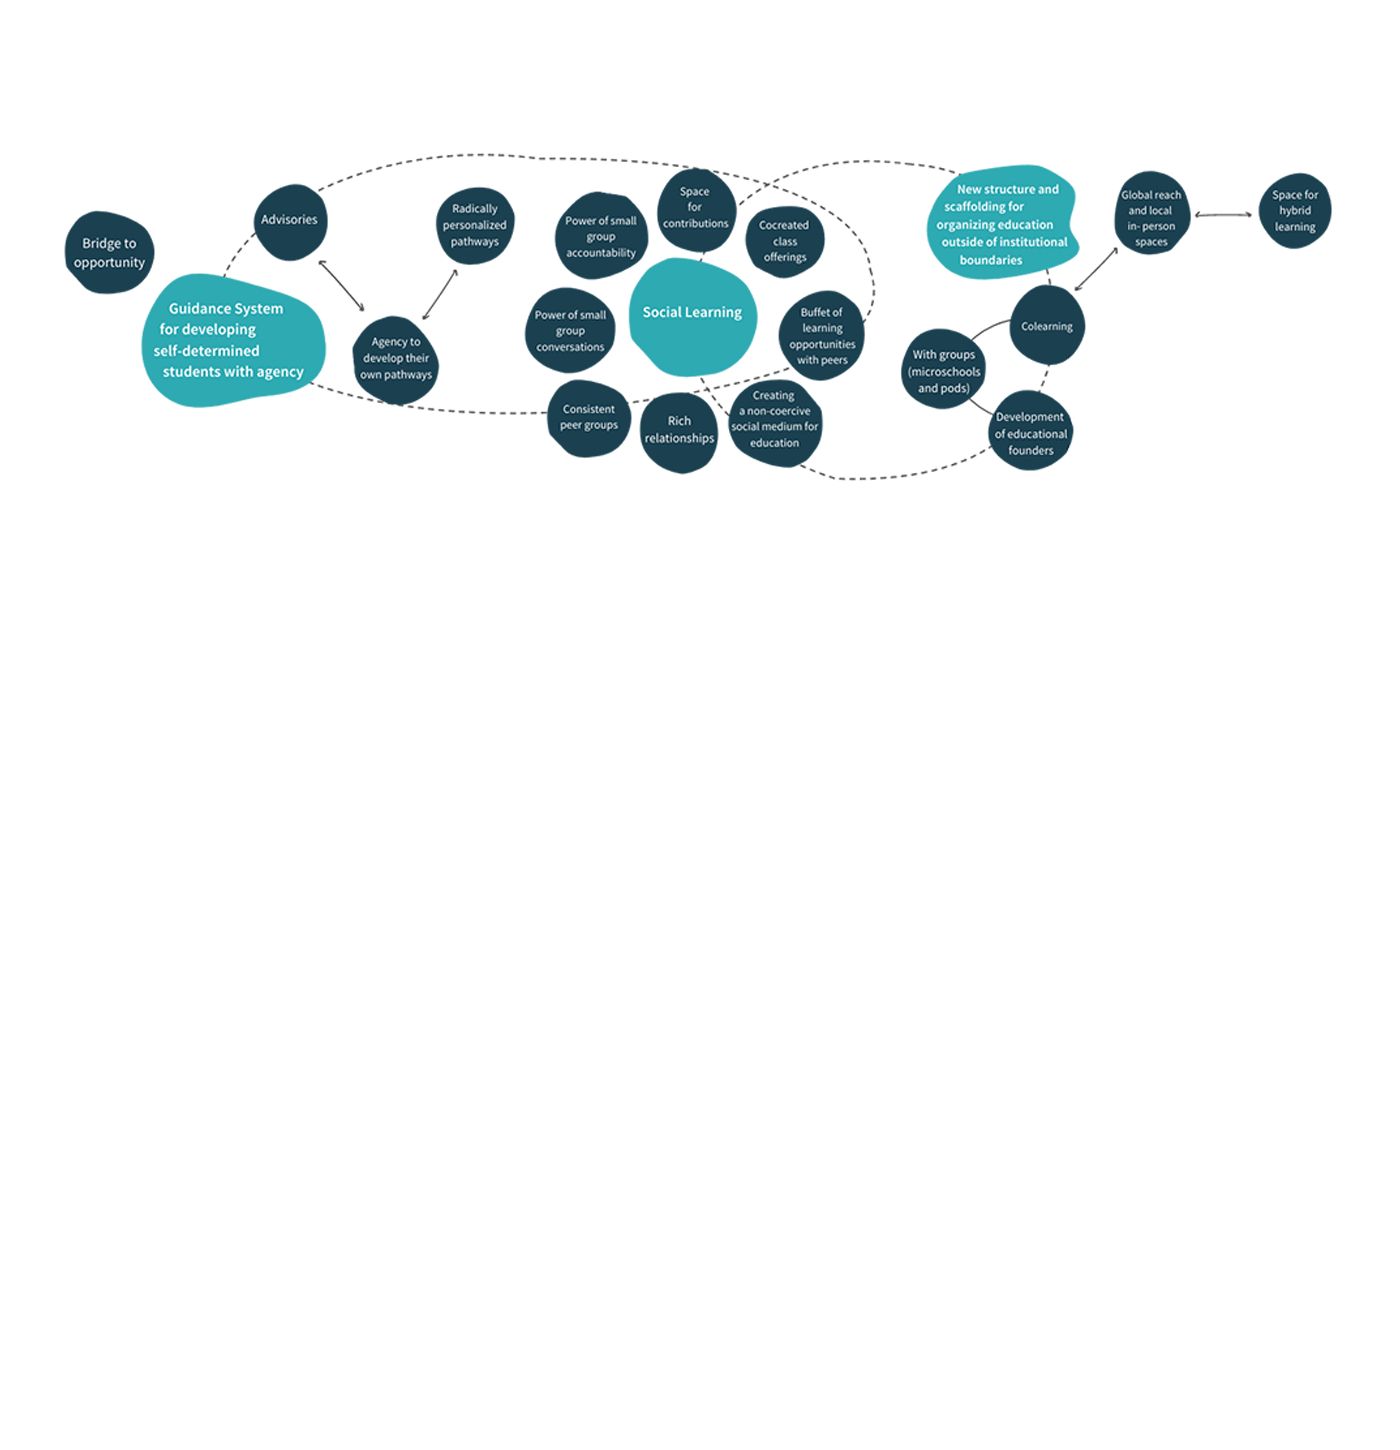 Bridge to
opportunity
Guidance System
for developing
self-determined
students with agency
Advisories
Agency to
develop their
own pathways
Radically
personalized
pathways
Power of small
group
accountability
Space
for
contributions
Cocreated
class
offerings
Power of small
group
conversations
Social Learning
Buffet of
learning
opportunities
with peers
Consistent
peer groups
Rich
relationships
Creating
a non-coercive
social medium for
education
New structure and
scaffolding for
organizing education
outside of institutional
boundaries
Colearning
With groups
(microschools
and pods)
Development
of educational
founders
Global reach
and local
in- person
spaces
Space for
hybrid
learning